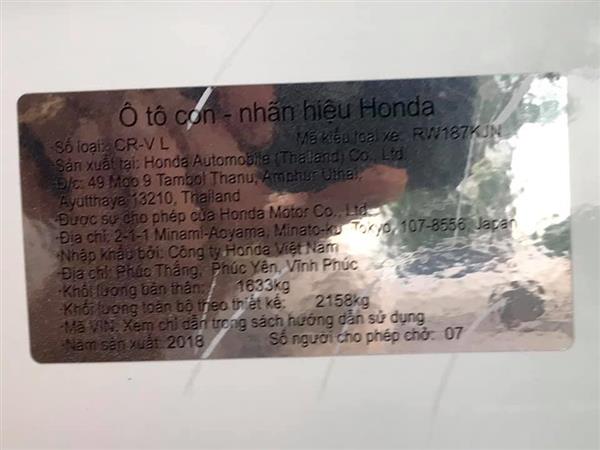 Ô tô con - nhãn hiệu Honda
·Số loại: CR-V L Mã kiểu loại xe: RW187KJN
·Sản xuất tại: Honda Automobile (Thailand) Co., Ltd.
·Đ/c: 49 Moo 9 Tambol Thanu, Amphur Uthai,
Ayutthaya 13210, Thailand
·Được sự cho phép của Honda Motor Co., Ltd.
·Địa chỉ: 2-1-1 Minami-Aoyama, Minato-ku, Tokyo, 107-8556, Japan
·Nhập khẩu bởi: Công ty Honda Việt Nam
·Địa chỉ: Phúc Thắng, Phúc Yên, Vĩnh Phúc
·Khối lượng bản thân: 1633kg
·Khối lượng toàn bộ theo thiết kế: 2158kg
·Mã VIN: Xem chỉ dẫn trong sách hướng dẫn sử dụng
·Năm sản xuất: 2018 Số người cho phép chở: 07